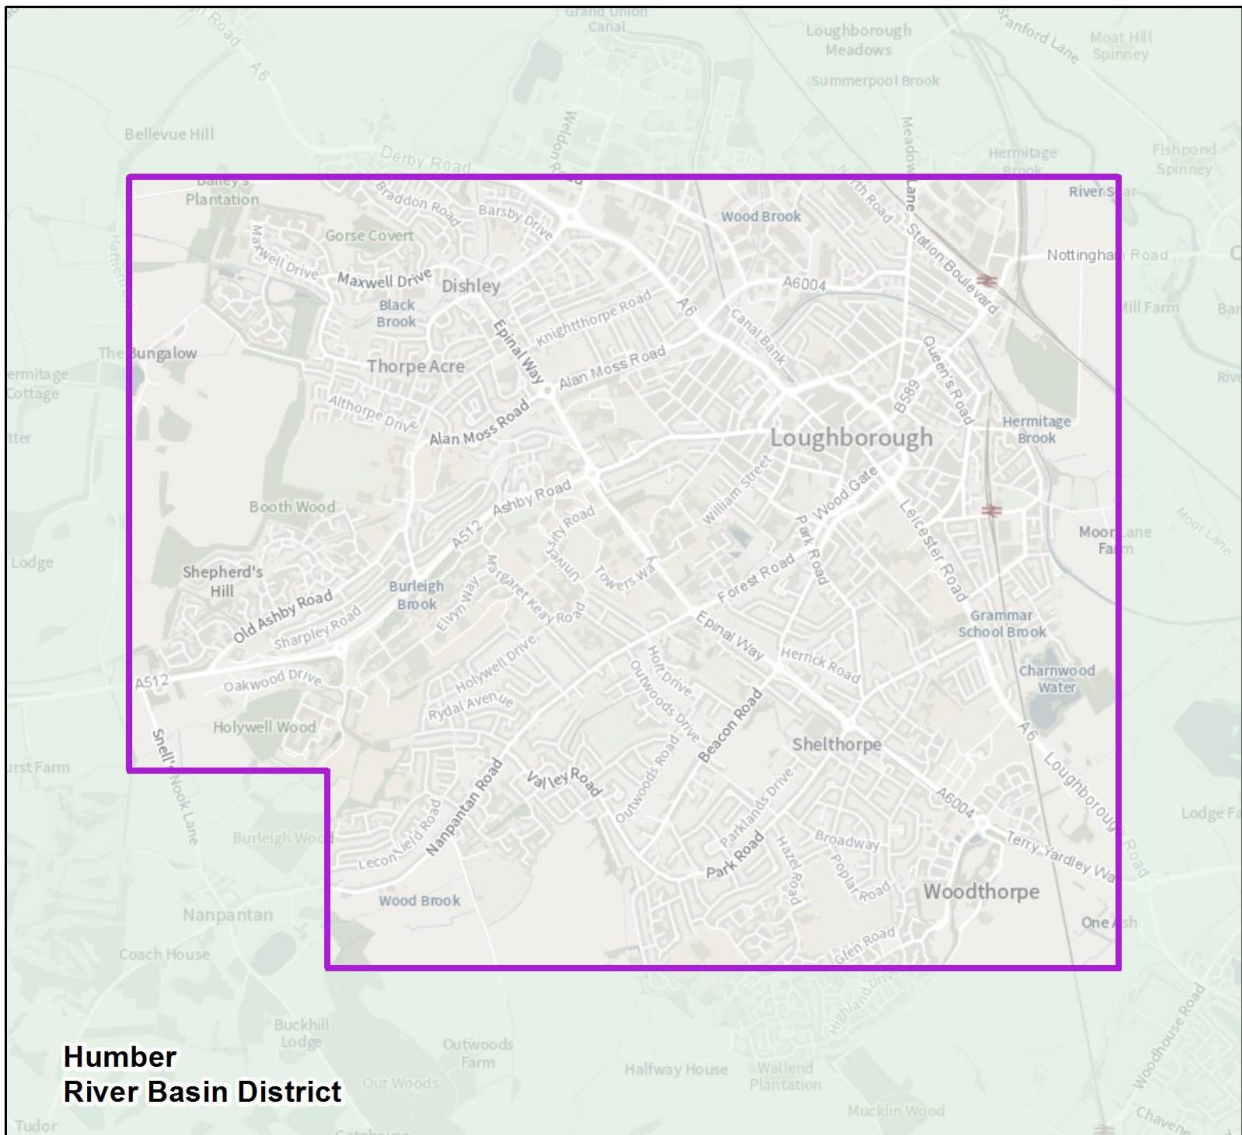 Grand Union
Canal
Loughborough
Meadows
Stanford Lane
Moat Hill
Spinney
A6
Summerpool Brook
Bellevue Hill
Weldon Road
Meadow Lane
Derby Road
Hermitage
Brook
Fishpond
Spinney
Bailey's
Plantation
Braddon Road
Barsby Drive
Wood Brook
North Road
River Soar
Gorse Covert
Maxwell Drive
Maxwell Drive
Station Boulevard
Nottingham Road
Dishley
A6004
Black
Brook
Knightthorpe Road
A6
Mill Farm
Epinal Way
Canal Bank
The Bungalow
Thorpe Acre
Alan Moss Road
Queen's Road
Hermitage
Cottage
B589
Althorpe Drive
Alan Moss Road
Loughborough
Hermitage
Brook
William Street
Wood Gate
Ashby Road
Booth Wood
A512
University Road
Leicester Road
Park Road
Moor Lane
Moor Lane
Farm
Lodge
Shepherd's
Hill
Burleigh
Brook
Margaret Keay Road
Towers Way
Forest Road
Elvyn Way
Old Ashby Road
Sharpley Road
Epinal Way
Grammar
School Brook
Holywell Drive
Holt Drive
Herrick Road
Charnwood
Water
A512
Oakwood Drive
Outwoods Drive
Rydal Avenue
Beacon Road
Holywell Wood
A6
Snell's Nook Lane
Shelthorpe
Valley Road
Outwoods Road
Loughborough Road
Nanpantan Road
Parklands Drive
A6004
Burleigh Wood
Leconfield Road
Broadway
Terry Yardley Way
Park Road
Hazel Road
Poplar Road
Woodthorpe
Wood Brook
Nanpantan
One Ash
Glen Road
Coach House
Highland Drive
Woodhouse Road
Buckhill
Lodge
Outwoods
Farm
Humber
River Basin District
Halfway House
Wallend
Plantation
Out Woods
Mucklin Wood
Tudor